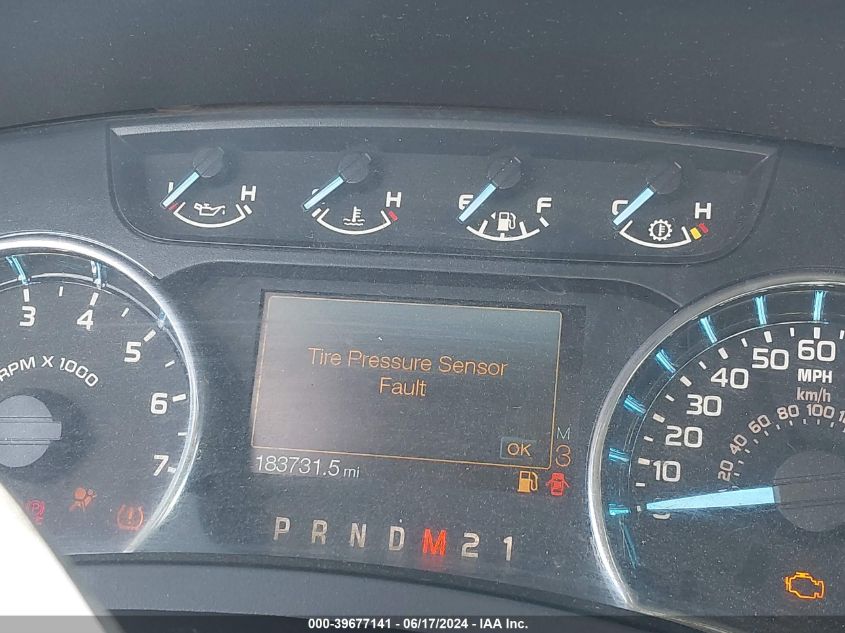 L H C H E F C H
3 4 5 6 7
RPM X 1000
Tire Pressure Sensor
Fault
OK
M
3
183731.5 mi
P R N D M 2 1
10 20 30 40 50 60
MPH
km/h
20 40 60 80 100
000-39677141 - 06/17/2024 - IAA Inc.